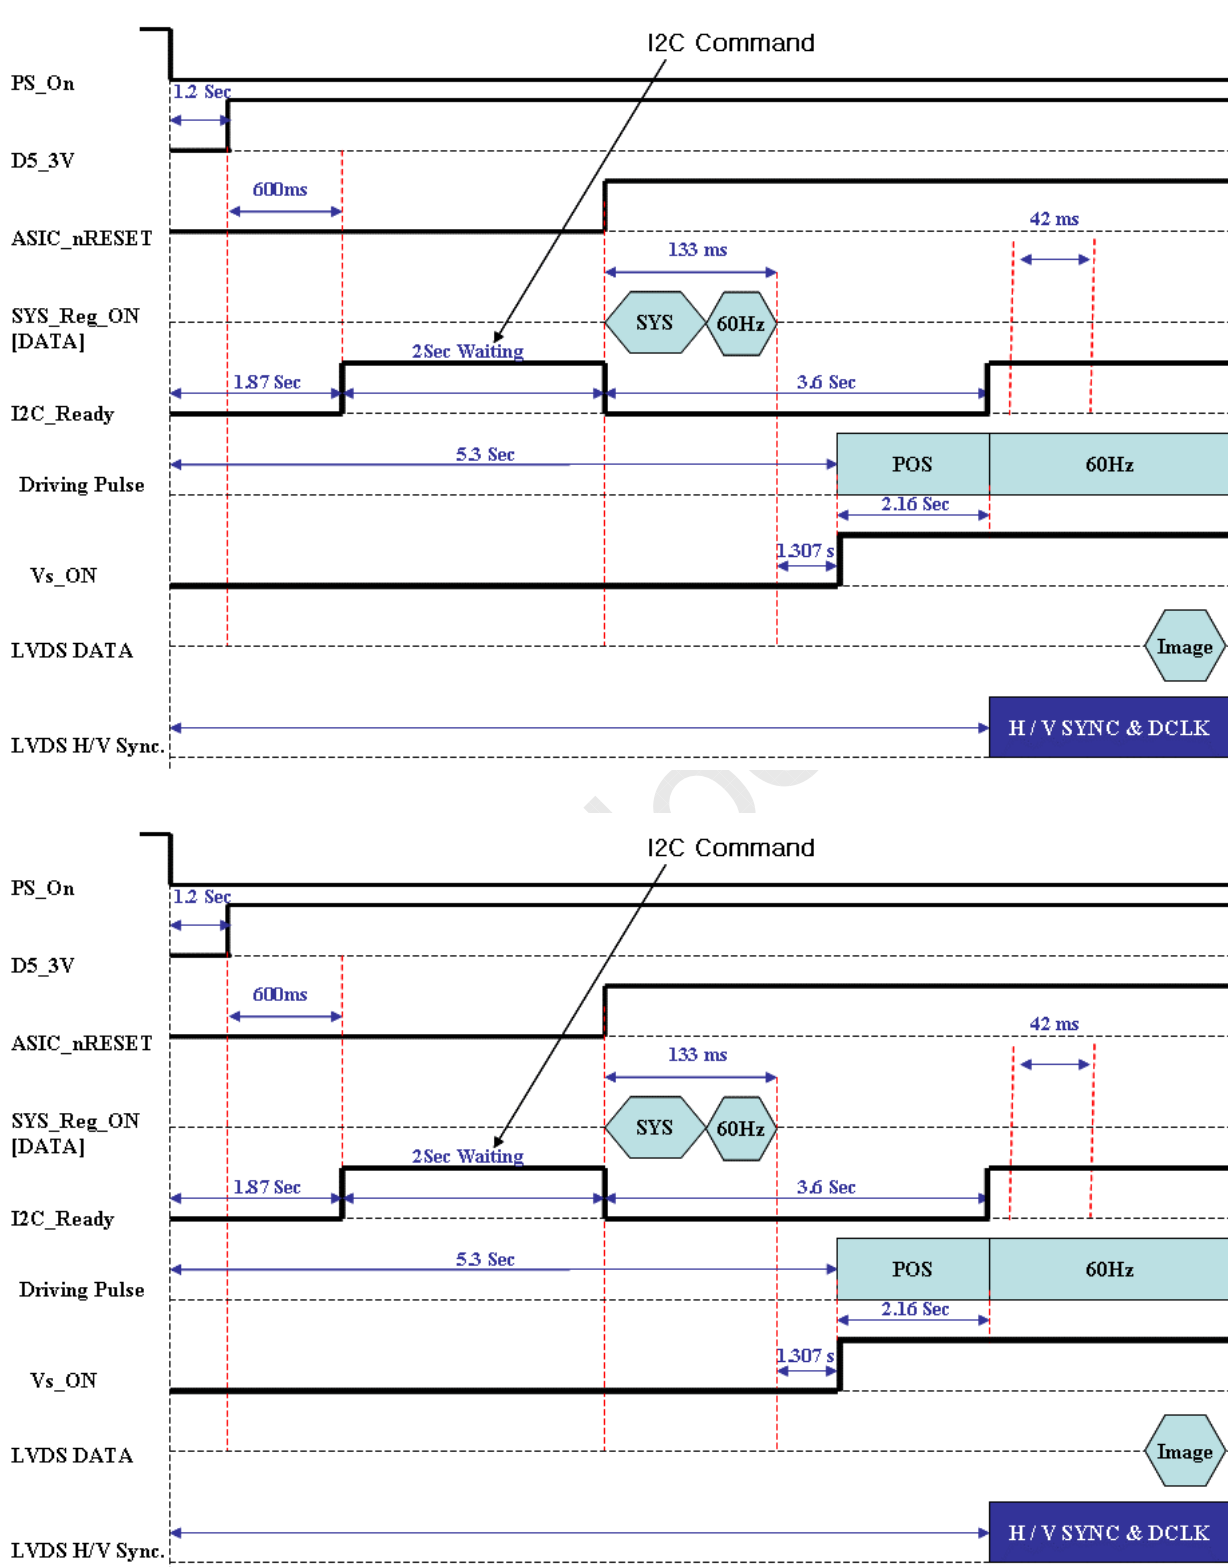 I2C Command
PS_On
1.2 Sec
D5_3V
600ms
ASIC_nRESET
42 ms
133 ms
SYS_Reg_ON
[DATA]
SYS
60Hz
2Sec Waiting
1.87 Sec
3.6 Sec
I2C_Ready
5.3 Sec
POS
60Hz
Driving Pulse
2.16 Sec
1.307 s
Vs_ON
LVDS DATA
Image
H / V SYNC & DCLK
LVDS H/V Sync.
I2C Command
PS_On
1.2 Sec
D5_3V
600ms
ASIC_nRESET
42 ms
133 ms
SYS_Reg_ON
[DATA]
SYS
60Hz
2Sec Waiting
1.87 Sec
3.6 Sec
I2C_Ready
5.3 Sec
POS
60Hz
Driving Pulse
2.16 Sec
1.307 s
Vs_ON
LVDS DATA
Image
H / V SYNC & DCLK
LVDS H/V Sync.